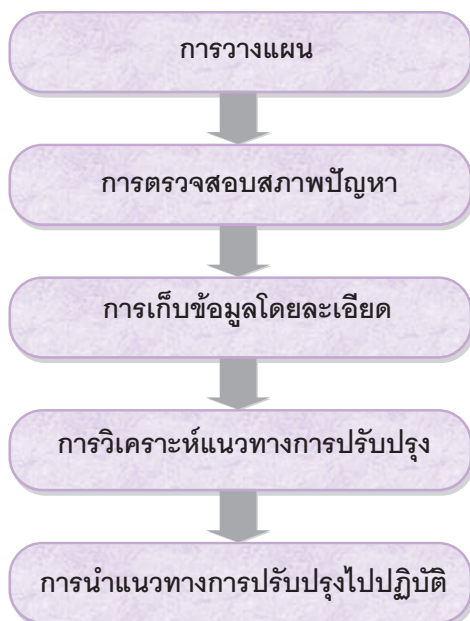 การวางแผน
การตรวจสอบสภาพปัญหา
การเก็บข้อมูลโดยละเอียด
การวิเคราะห์แนวทางการปรับปรุง
การนำแนวทางการปรับปรุงไปปฏิบัติ